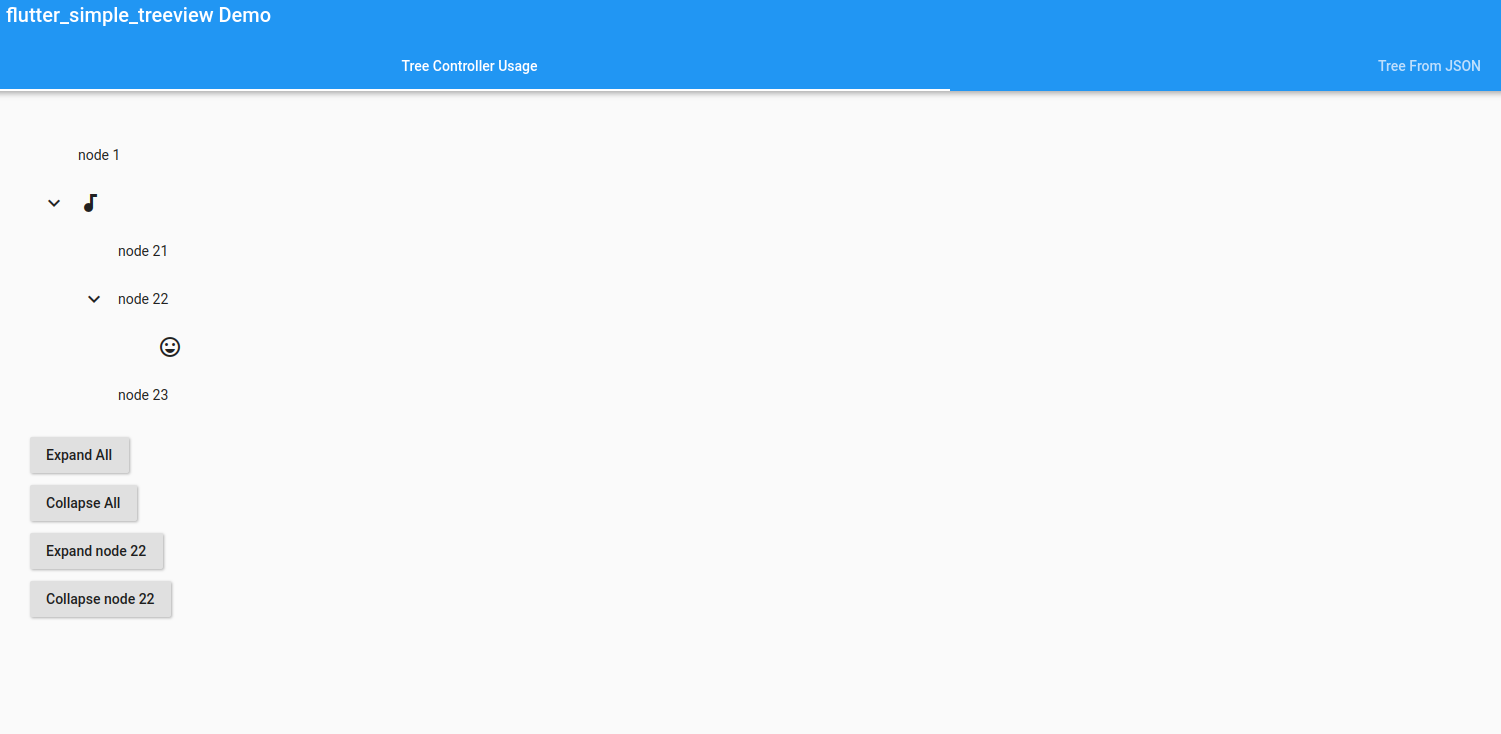 flutter_simple_treeview Demo
Tree Controller Usage
Tree From JSON
node 1
node 21
node 22
node 23
Expand All
Collapse All
Expand node 22
Collapse node 22